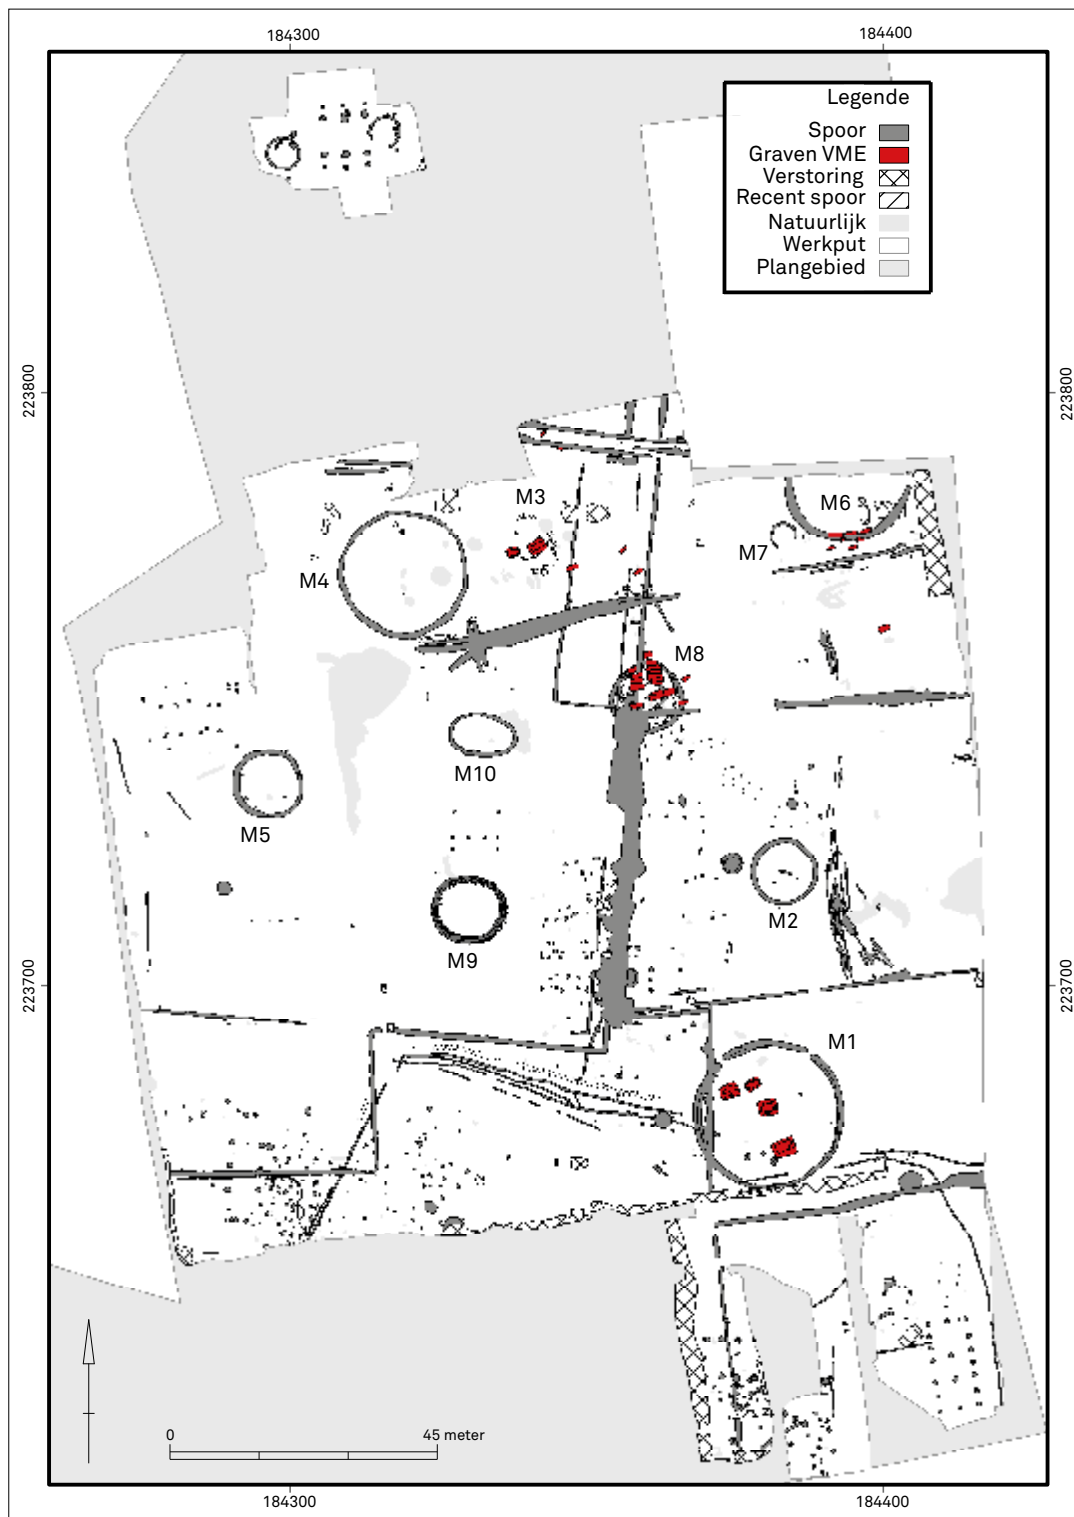 184300
184400
Legende
Spoor
Graven VME
Verstoring
Recent spoor
Natuurlijk
Werkput
Plangebied
223800
223800
M3
M6
M7
M4
M8
M10
M5
M2
M9
223700
223700
M1
0
45 meter
184300
184400